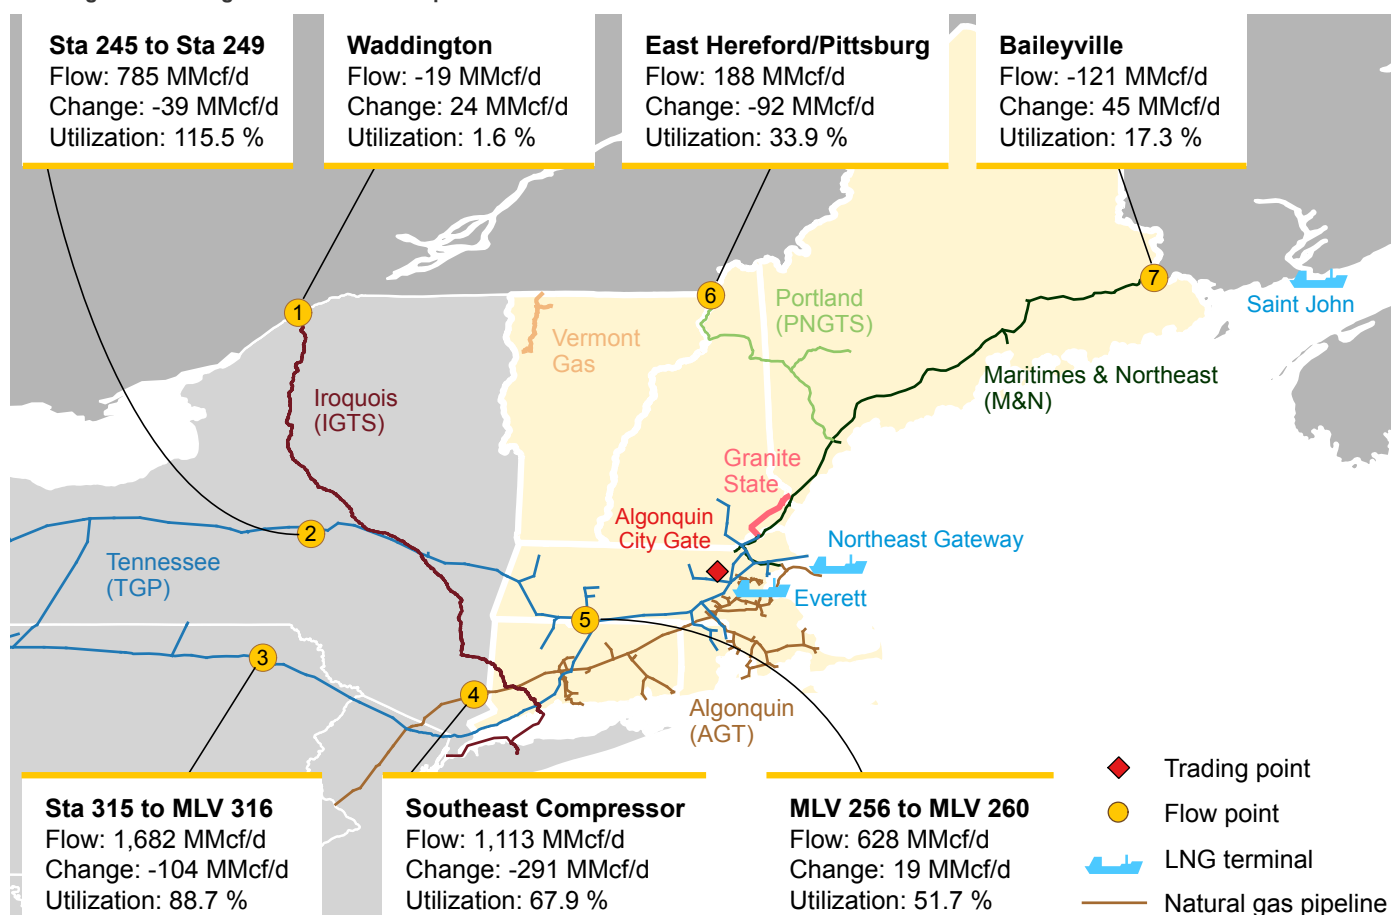 Sta 245 to Sta 249
Flow: 785 MMcf/d
Change: -39 MMcf/d
Utilization: 115.5 %
Waddington
Flow: -19 MMcf/d
Change: 24 MMcf/d
Utilization: 1.6 %
East Hereford/Pittsburg
Flow: 188 MMcf/d
Change: -92 MMcf/d
Utilization: 33.9 %
Baileyville
Flow: -121 MMcf/d
Change: 45 MMcf/d
Utilization: 17.3 %
1
6
7
Portland
(PNGTS)
Saint John
Vermont
Gas
Maritimes & Northeast
(M&N)
Iroquois
(IGTS)
Granite
State
Algonquin
City Gate
2
Northeast Gateway
Tennessee
(TGP)
Everett
5
3
4
Algonquin
(AGT)
Sta 315 to MLV 316
Flow: 1,682 MMcf/d
Change: -104 MMcf/d
Utilization: 88.7 %
Southeast Compressor
Flow: 1,113 MMcf/d
Change: -291 MMcf/d
Utilization: 67.9 %
MLV 256 to MLV 260
Flow: 628 MMcf/d
Change: 19 MMcf/d
Utilization: 51.7 %
Trading point
Flow point
LNG terminal
Natural gas pipeline